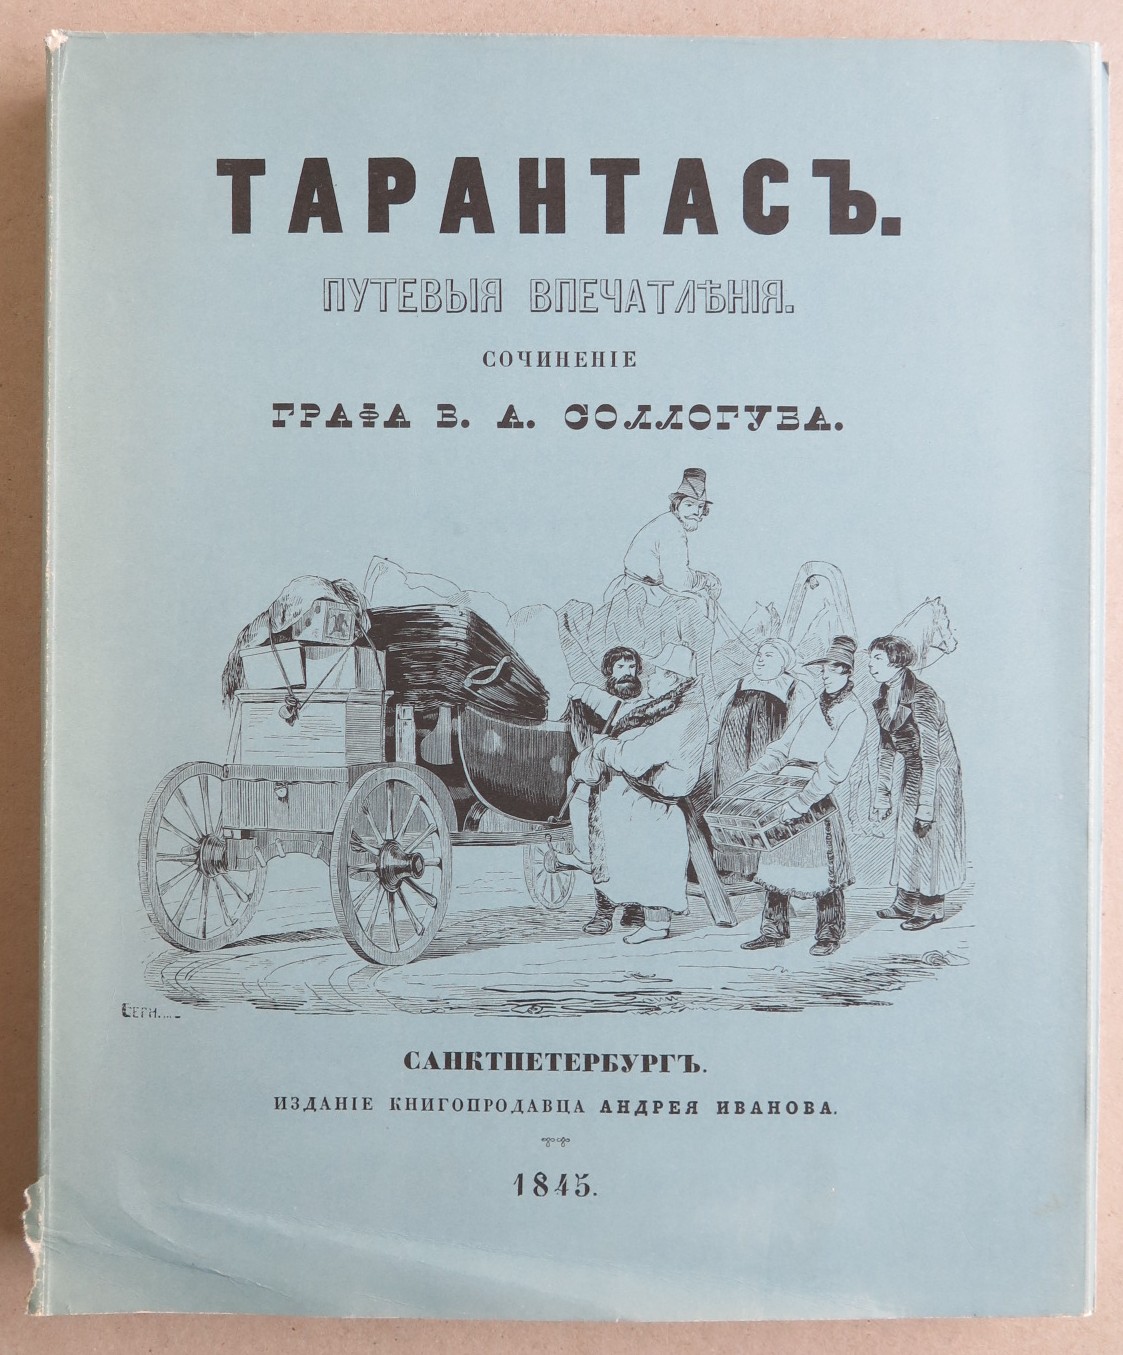 ТАРАНТАСЪ.
ПУТЕВЫЯ ВПЕЧАТЛѢНІЯ.
СОЧИНЕНІЕ
ГРАФА В. А. СОЛЛОГУБА.
САНКТПЕТЕРБУРГЪ.
ИЗДАНІЕ КНИГОПРОДАВЦА АНДРЕЯ ИВАНОВА.
1845.